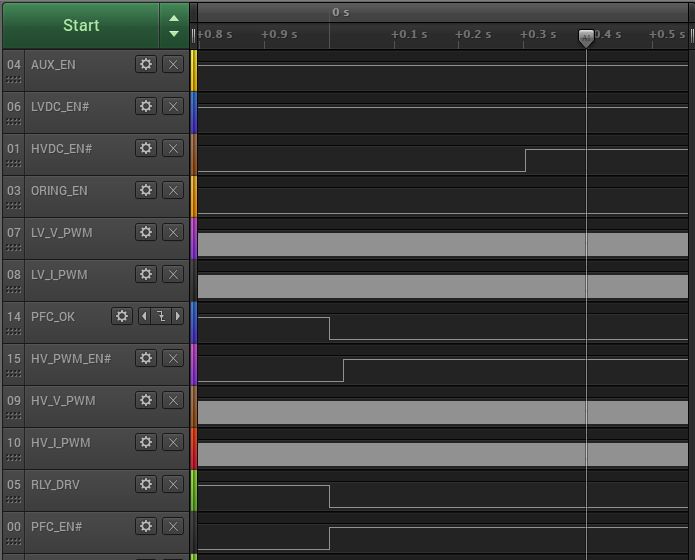 Start
0 s
+0.8 s +0.9 s +0.1 s +0.2 s +0.3 s 0.4 s +0.5 s
04 AUX_EN
06 LVDC_EN#
01 HVDC_EN#
03 ORING_EN
07 LV_V_PWM
08 LV_I_PWM
14 PFC_OK
15 HV_PWM_EN#
09 HV_V_PWM
10 HV_I_PWM
05 RLY_DRV
00 PFC_EN#